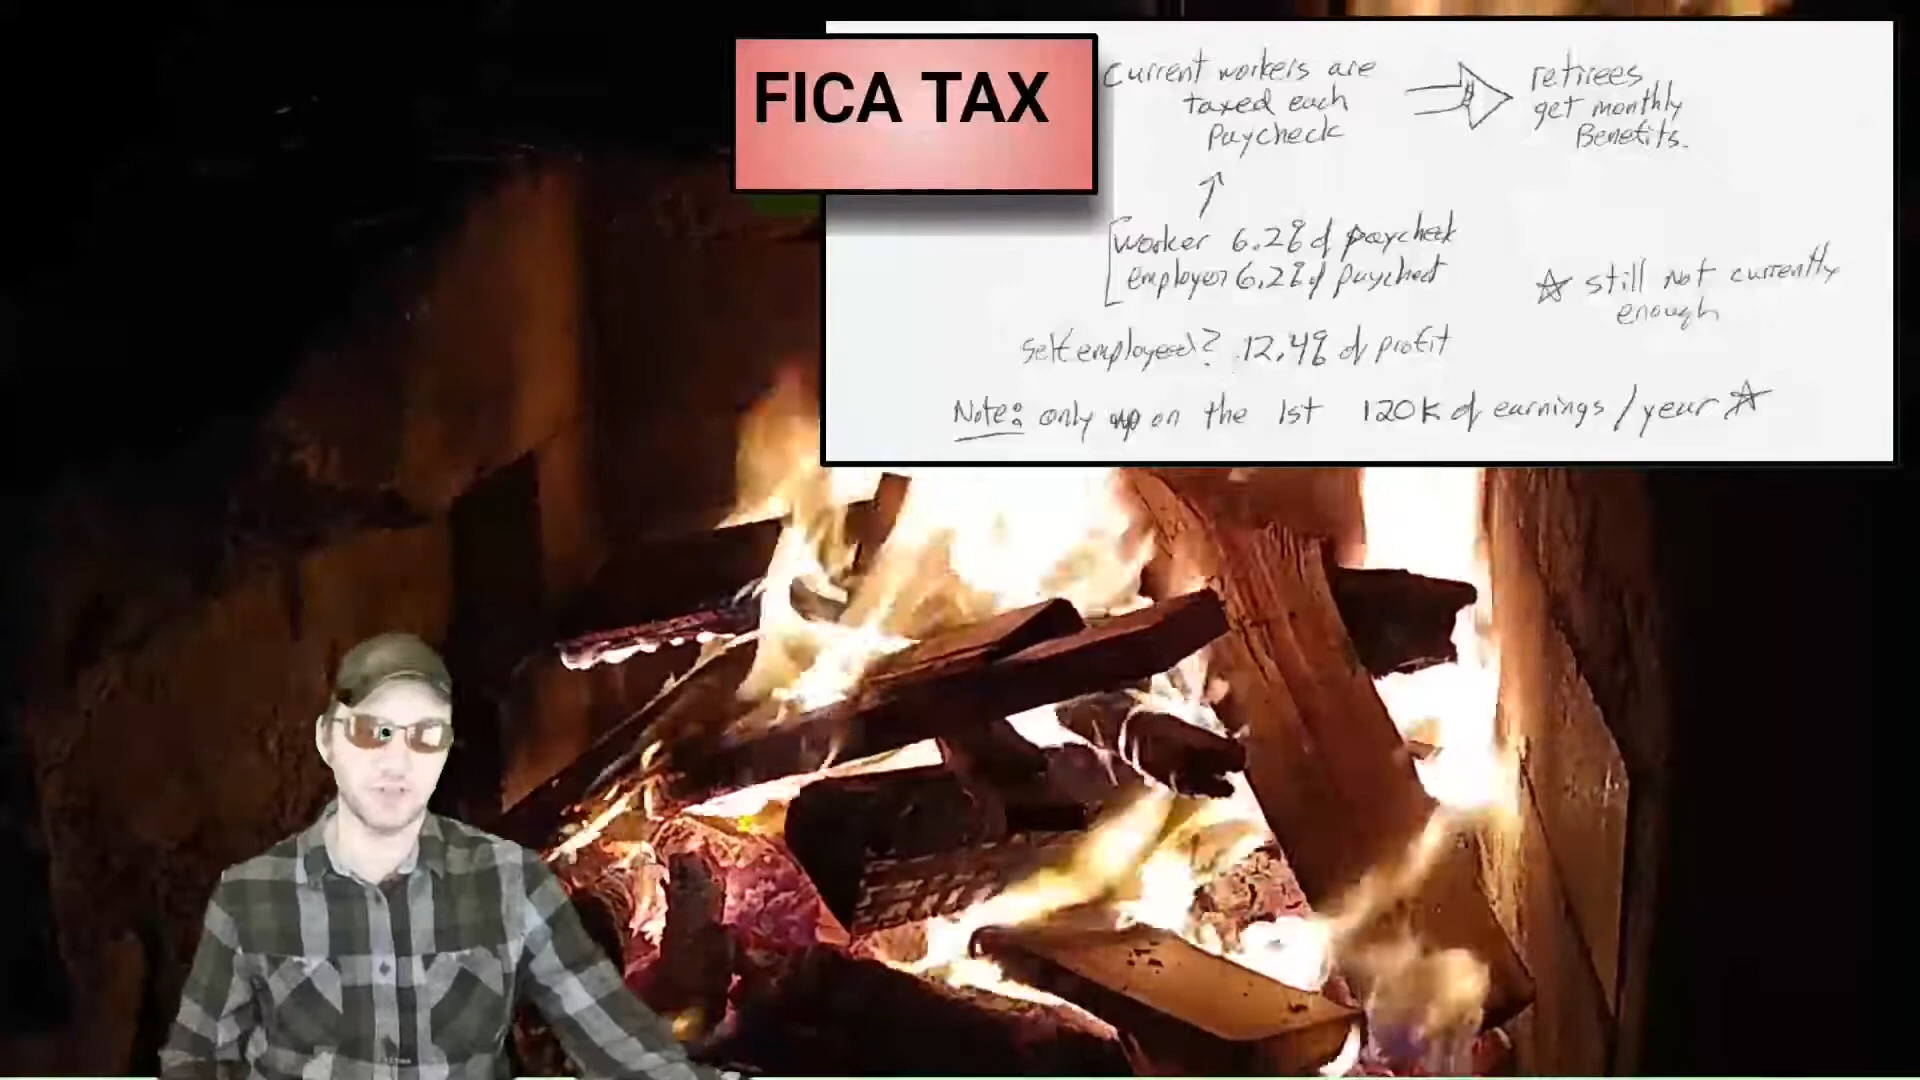 FICA TAX
Current workers are
taxed each
Paycheck
retirees
get monthly
Benefits.
worker 6.2% of paycheck
employer 6.2% of paycheck
still not currently
enough
self employeed? 12.4% of profit
Note: only up on the 1st 120K of earnings/year